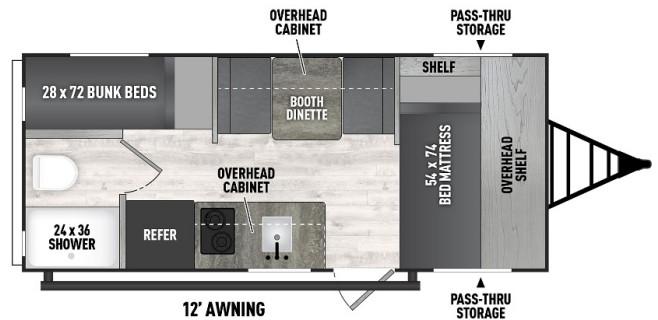 OVERHEAD
CABINET
PASS-THRU
STORAGE
28 x 72 BUNK BEDS
BOOTH
DINETTE
SHELF
54 x 74
BED MATTRESS
OVERHEAD
SHELF
OVERHEAD
CABINET
24 x 36
SHOWER
REFER
12' AWNING
PASS-THRU
STORAGE